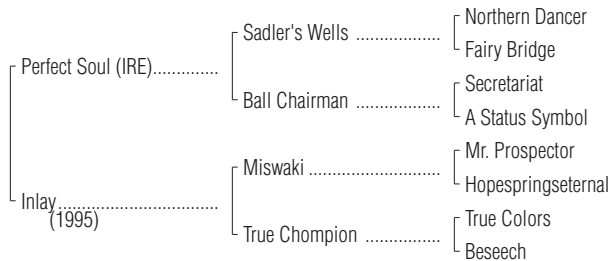 Northern Dancer
Sadler's Wells ..................
Fairy Bridge
Perfect Soul (IRE)..............
Secretariat
Ball Chairman ....................
A Status Symbol
Mr. Prospector
Miswaki ............................
Hopespringseternal
Inlay..................................
(1995)
True Colors
True Chompion ................
Beseech